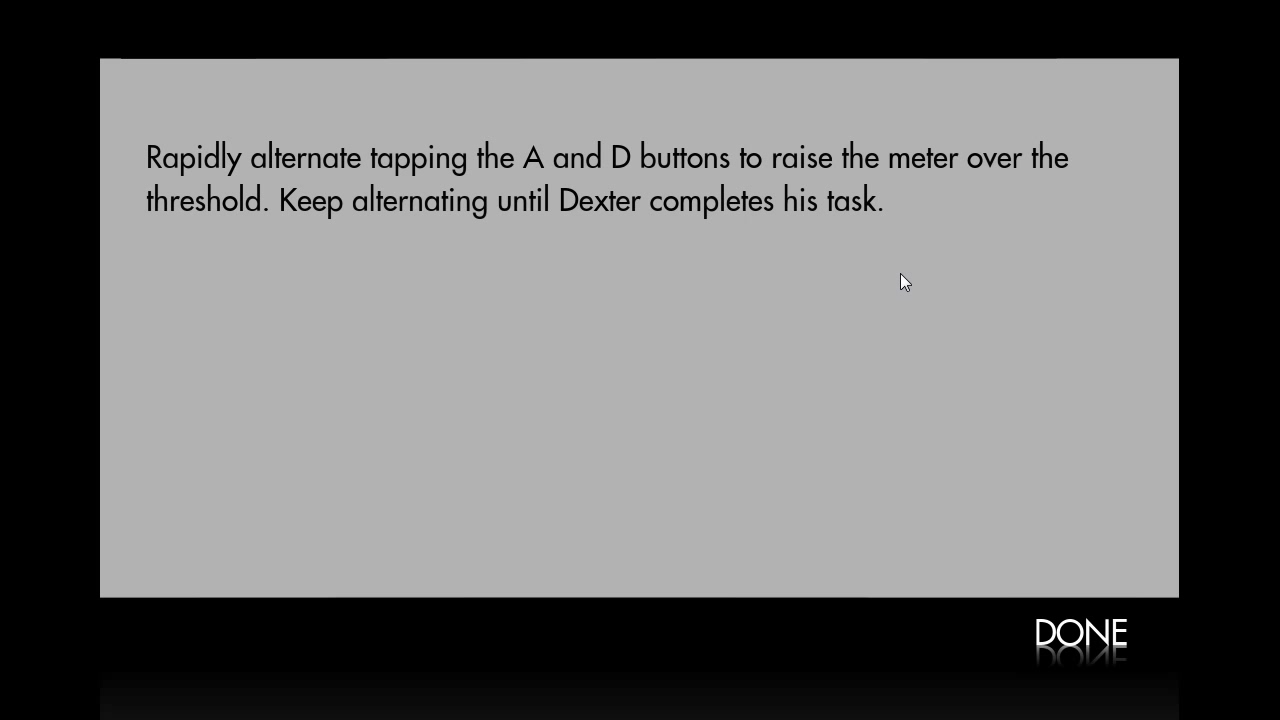 Rapidly alternate tapping the A and D buttons to raise the meter over the
threshold. Keep alternating until Dexter completes his task.
DONE